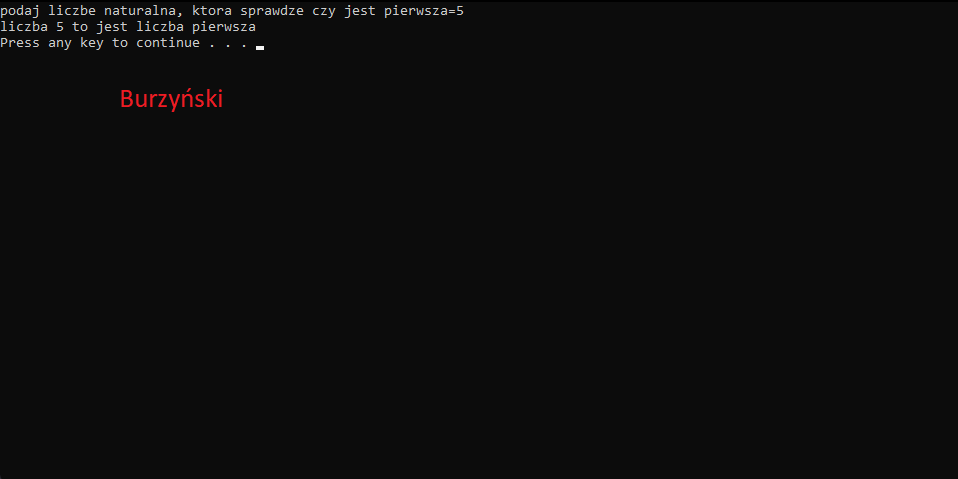 podaj liczbe naturalna, ktora sprawdze czy jest pierwsza=5
liczba 5 to jest liczba pierwsza
Press any key to continue . . .
Burzyński